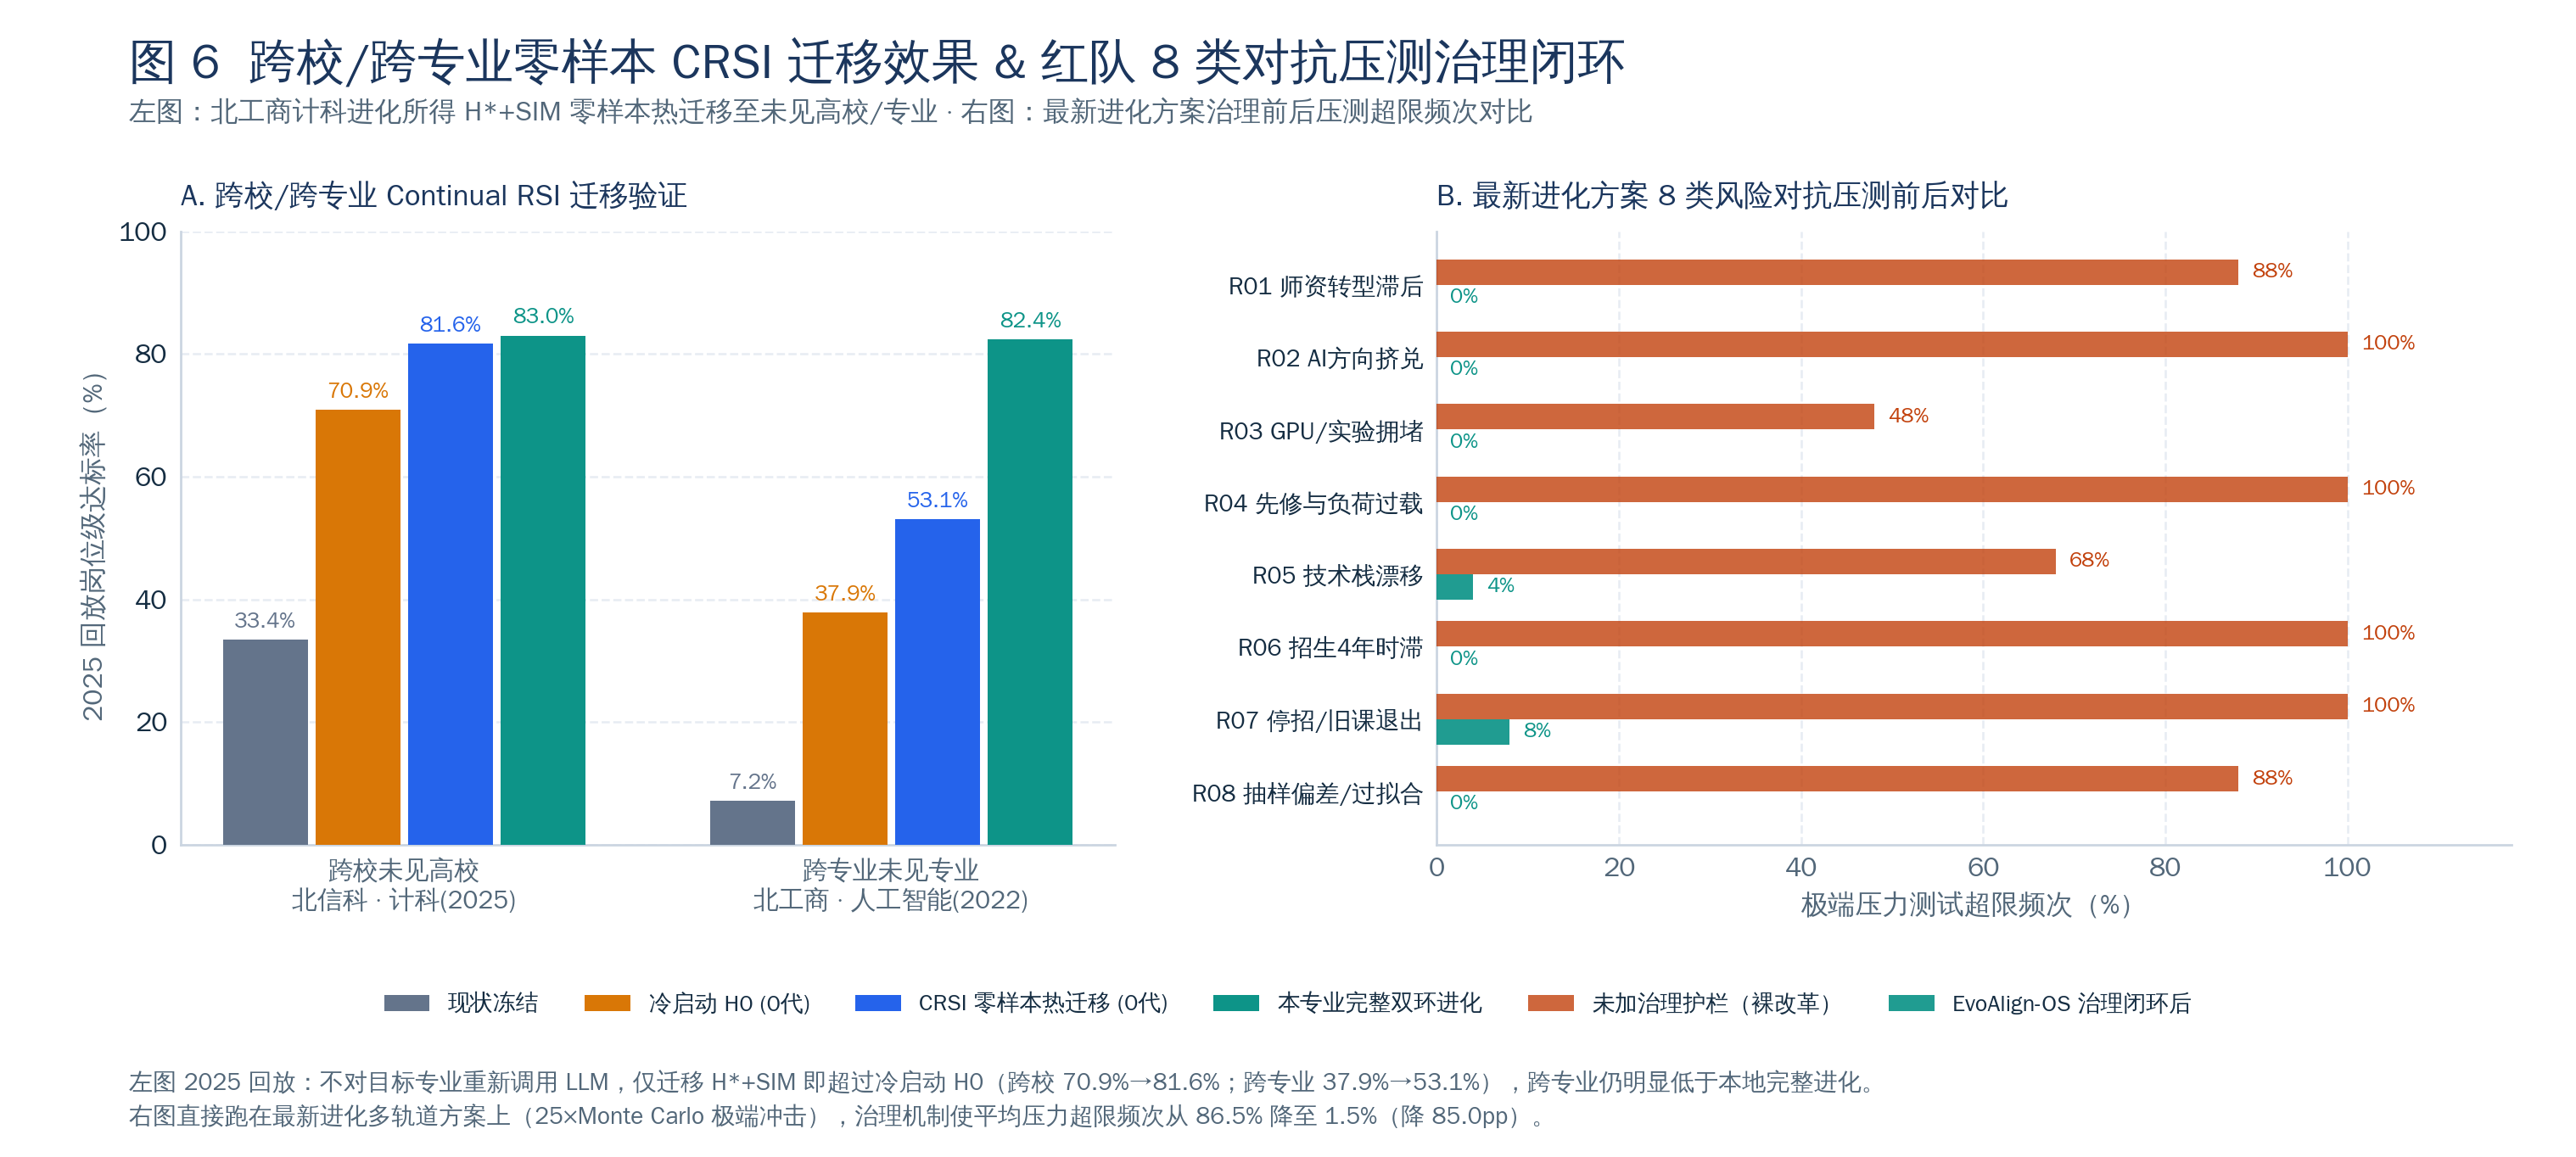 图 6  跨校/跨专业零样本 CRSI 迁移效果 & 红队 8 类对抗压测治理闭环
左图：北工商计科进化所得 H*+SIM 零样本热迁移至未见高校/专业 · 右图：最新进化方案治理前后压测超限频次对比
A. 跨校/跨专业 Continual RSI 迁移验证
2025 回放岗位级达标率（%）
100
80
60
40
20
0
33.4%
70.9%
81.6%
83.0%
7.2%
37.9%
53.1%
82.4%
跨校未见高校
北信科 · 计科(2025)
跨专业未见专业
北工商 · 人工智能(2022)
B. 最新进化方案 8 类风险对抗压测前后对比
R01 师资转型滞后
88%
0%
R02 AI方向挤兑
100%
0%
R03 GPU/实验拥堵
48%
0%
R04 先修与负荷过载
100%
0%
R05 技术栈漂移
68%
4%
R06 招生4年时滞
100%
0%
R07 停招/旧课退出
100%
8%
R08 抽样偏差/过拟合
88%
0%
0
20
40
60
80
100
极端压力测试超限频次（%）
现状冻结
冷启动 H0 (0代)
CRSI 零样本热迁移 (0代)
本专业完整双环进化
未加治理护栏（裸改革）
EvoAlign-OS 治理闭环后
左图 2025 回放：不对目标专业重新调用 LLM，仅迁移 H*+SIM 即超过冷启动 H0（跨校 70.9%→81.6%；跨专业 37.9%→53.1%），跨专业仍明显低于本地完整进化。
右图直接跑在最新进化多轨道方案上（25×Monte Carlo 极端冲击），治理机制使平均压力超限频次从 86.5% 降至 1.5%（降 85.0pp）。